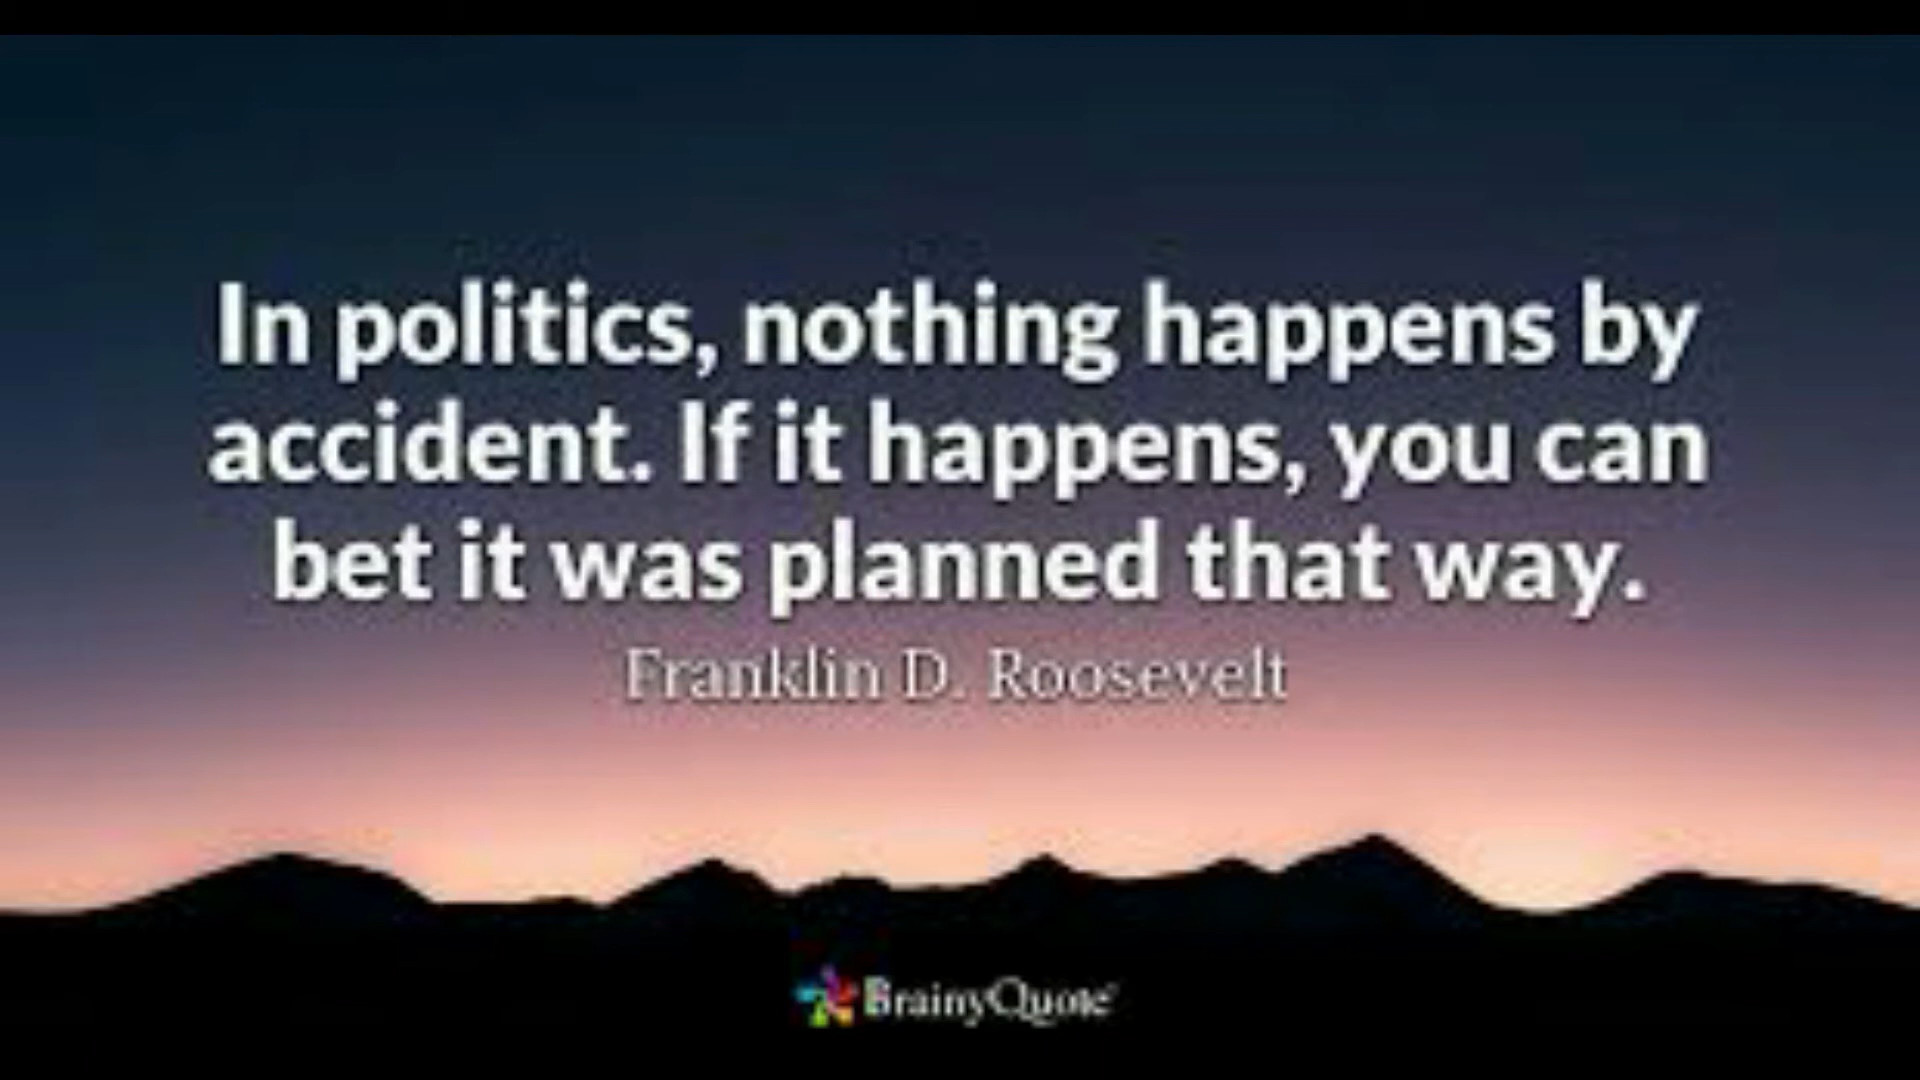 In politics, nothing happens by
accident. If it happens, you can
bet it was planned that way.
Franklin D. Roosevelt
BrainyQuote